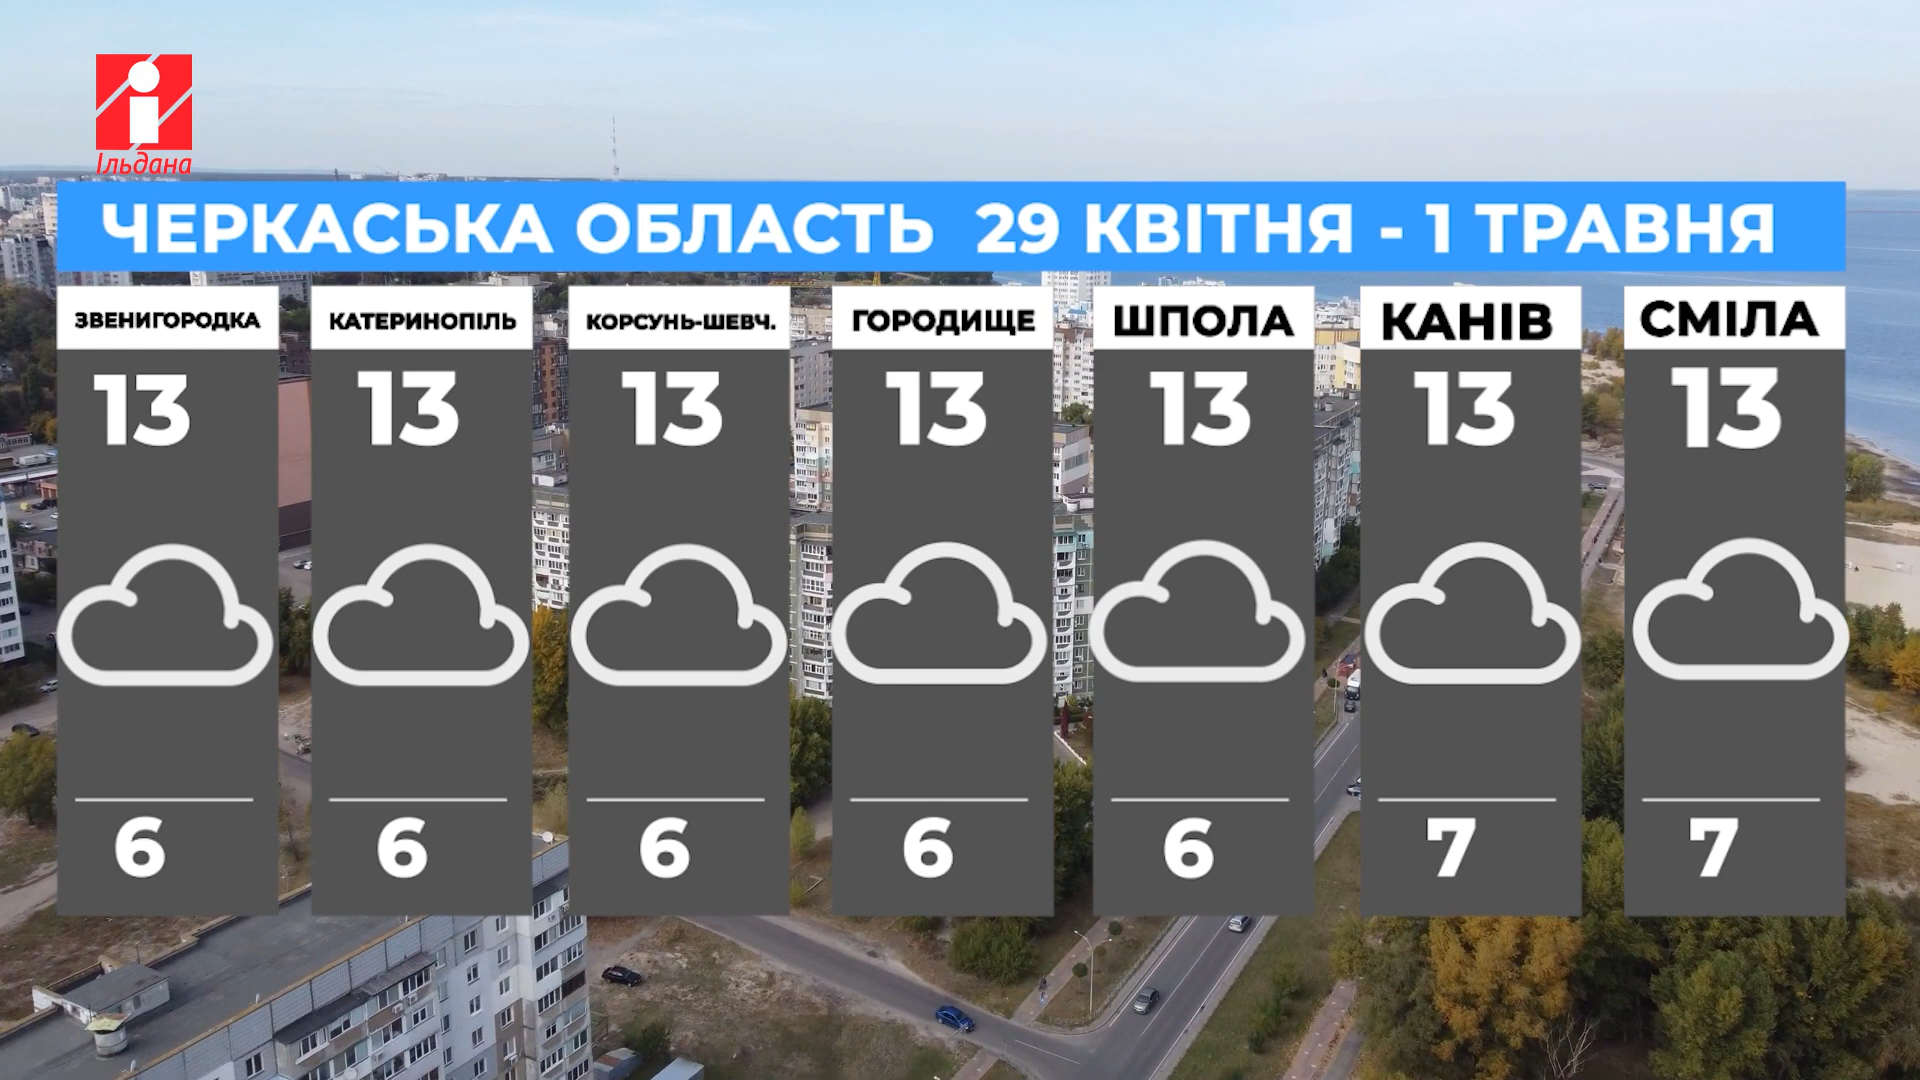 Ільдана
ЧЕРКАСЬКА ОБЛАСТЬ 29 КВІТНЯ - 1 ТРАВНЯ
ЗВЕНИГОРОДКА КАТЕРИНОПІЛЬ КОРСУНЬ-ШЕВЧ. ГОРОДИЩЕ ШПОЛА КАНІВ СМІЛА
13 13 13 13 13 13 13
6 6 6 6 6 7 7